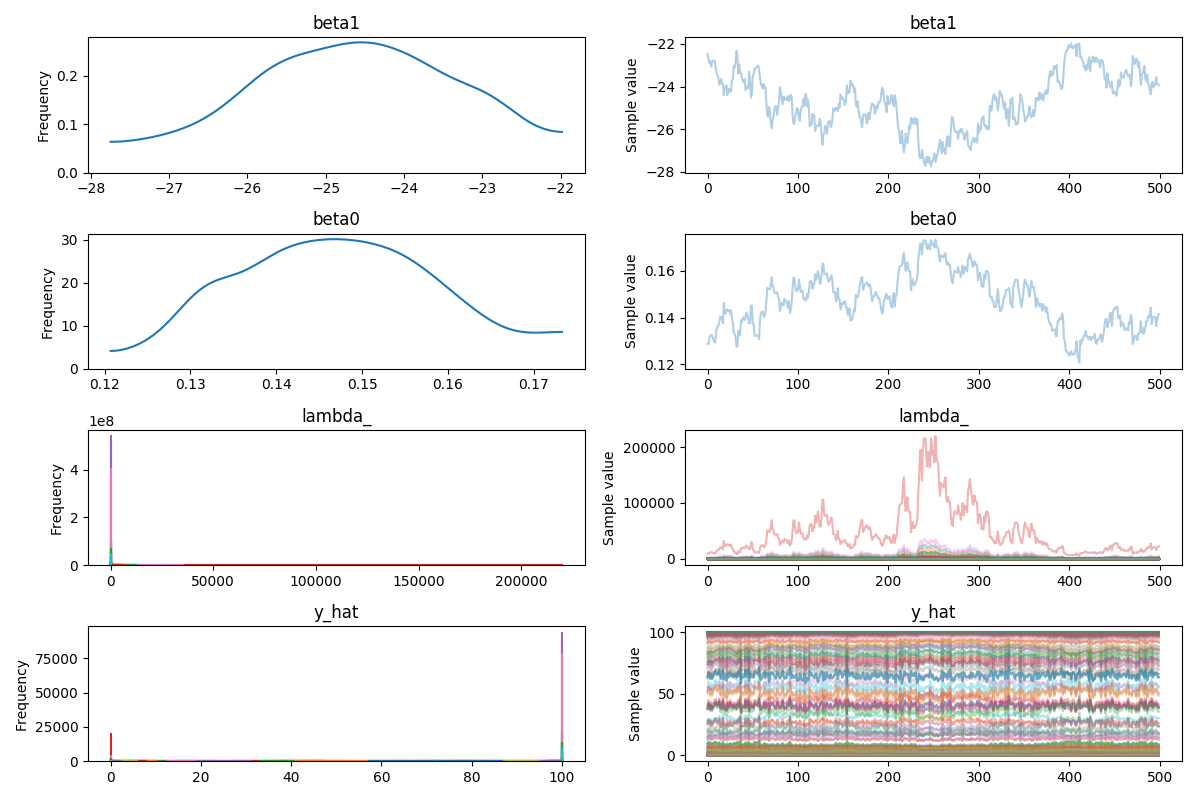 beta1
beta1
Frequency
0.2
0.1
0.0
−28 −27 −26 −25 −24 −23 −22
Sample value
−22
−24
−26
−28
0 100 200 300 400 500
beta0
beta0
Frequency
30
20
10
0
0.12 0.13 0.14 0.15 0.16 0.17
Sample value
0.16
0.14
0.12
0 100 200 300 400 500
lambda_
lambda_
1e8
Frequency
4
2
0
0 50000 100000 150000 200000
Sample value
200000
100000
0
0 100 200 300 400 500
y_hat
y_hat
Frequency
75000
50000
25000
0
0 20 40 60 80 100
Sample value
100
50
0
0 100 200 300 400 500